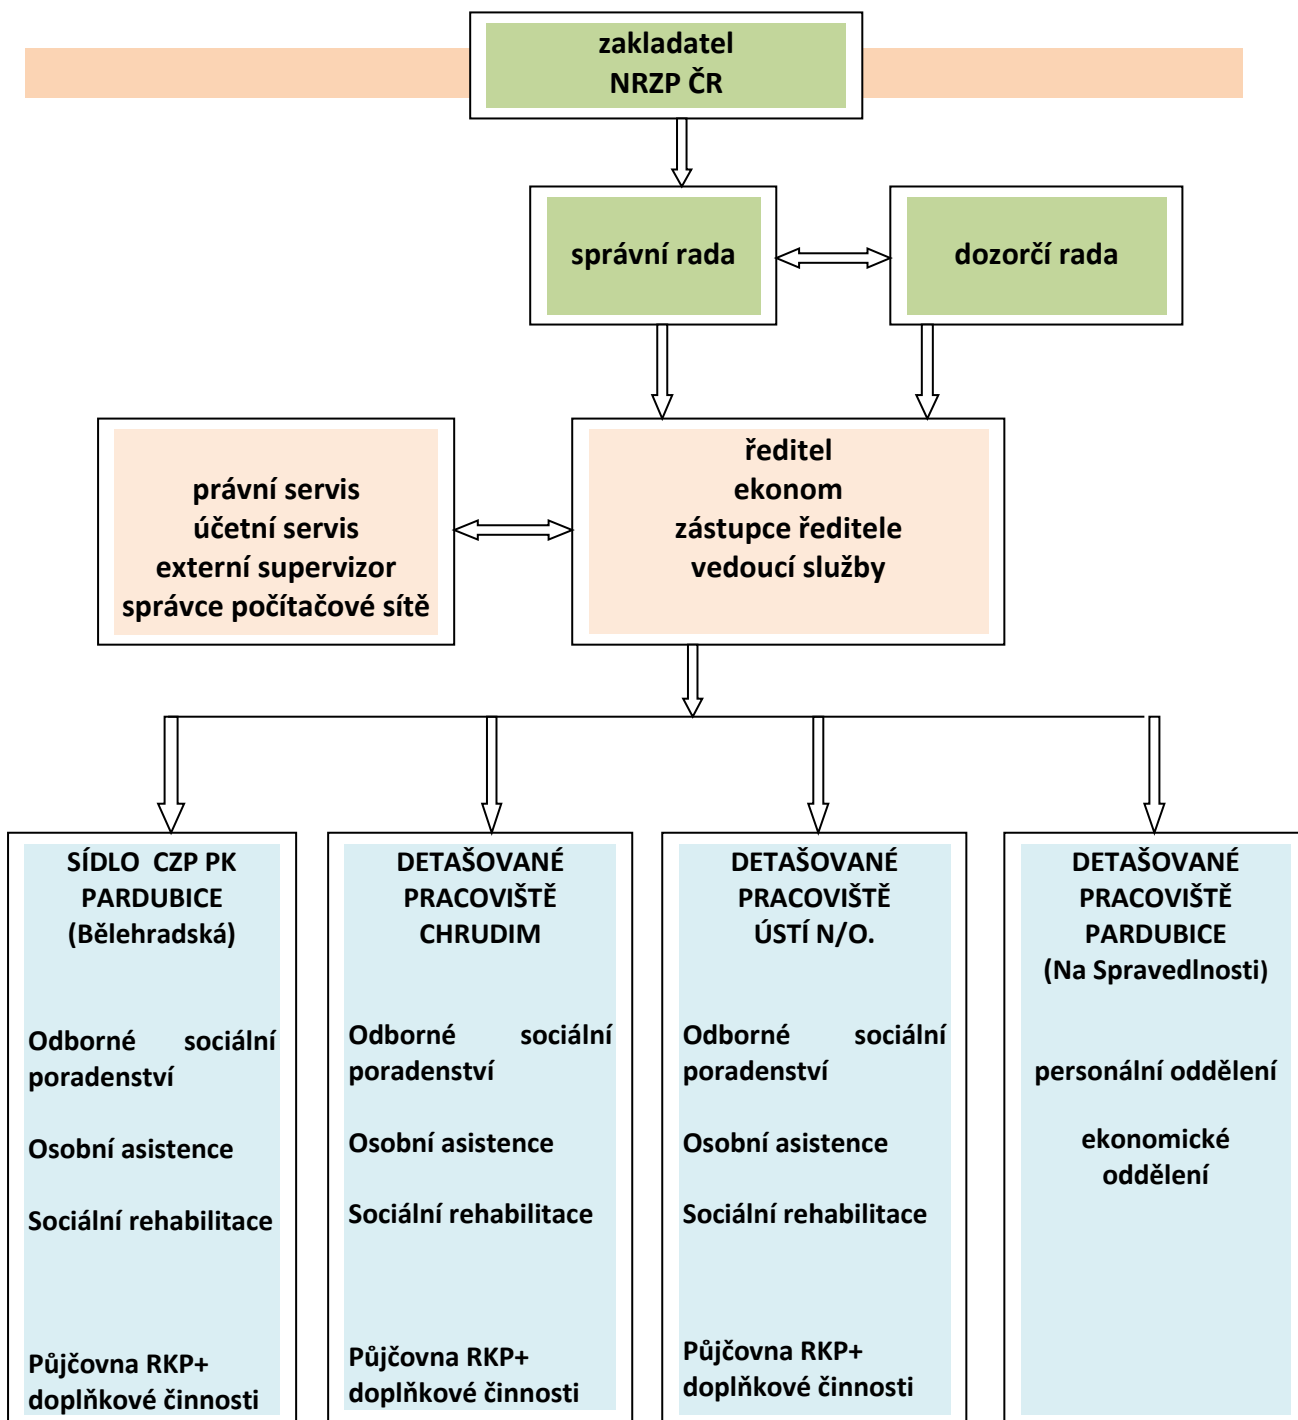 zakladatel
NRZP ČR
správní rada
dozorčí rada
právní servis
účetní servis
externí supervizor
správce počítačové sítě
ředitel
ekonom
zástupce ředitele
vedoucí služby
SÍDLO CZP PK
PARDUBICE
(Bělehradská)
Odborné sociální
poradenství
Osobní asistence
Sociální rehabilitace
Půjčovna RKP+
doplňkové činnosti
DETAŠOVANÉ
PRACOVIŠTĚ
CHRUDIM
Odborné sociální
poradenství
Osobní asistence
Sociální rehabilitace
Půjčovna RKP+
doplňkové činnosti
DETAŠOVANÉ
PRACOVIŠTĚ
ÚSTÍ N/O.
Odborné sociální
poradenství
Osobní asistence
Sociální rehabilitace
Půjčovna RKP+
doplňkové činnosti
DETAŠOVANÉ
PRACOVIŠTĚ
PARDUBICE
(Na Spravedlnosti)
personální oddělení
ekonomické
oddělení